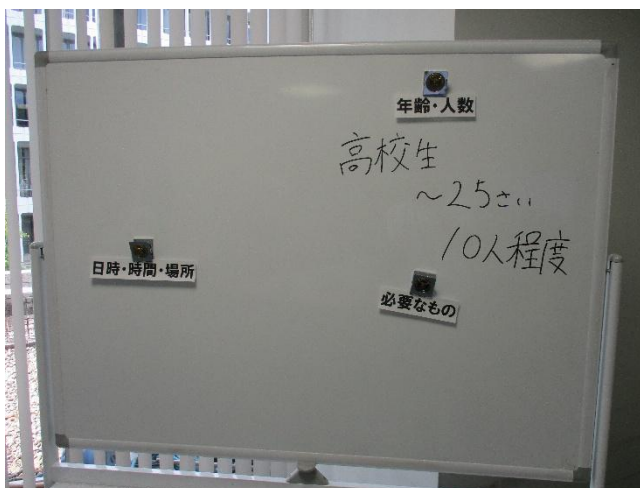 年齢・人数
高校生
～25さい
10人程度
日時・時間・場所
必要なもの